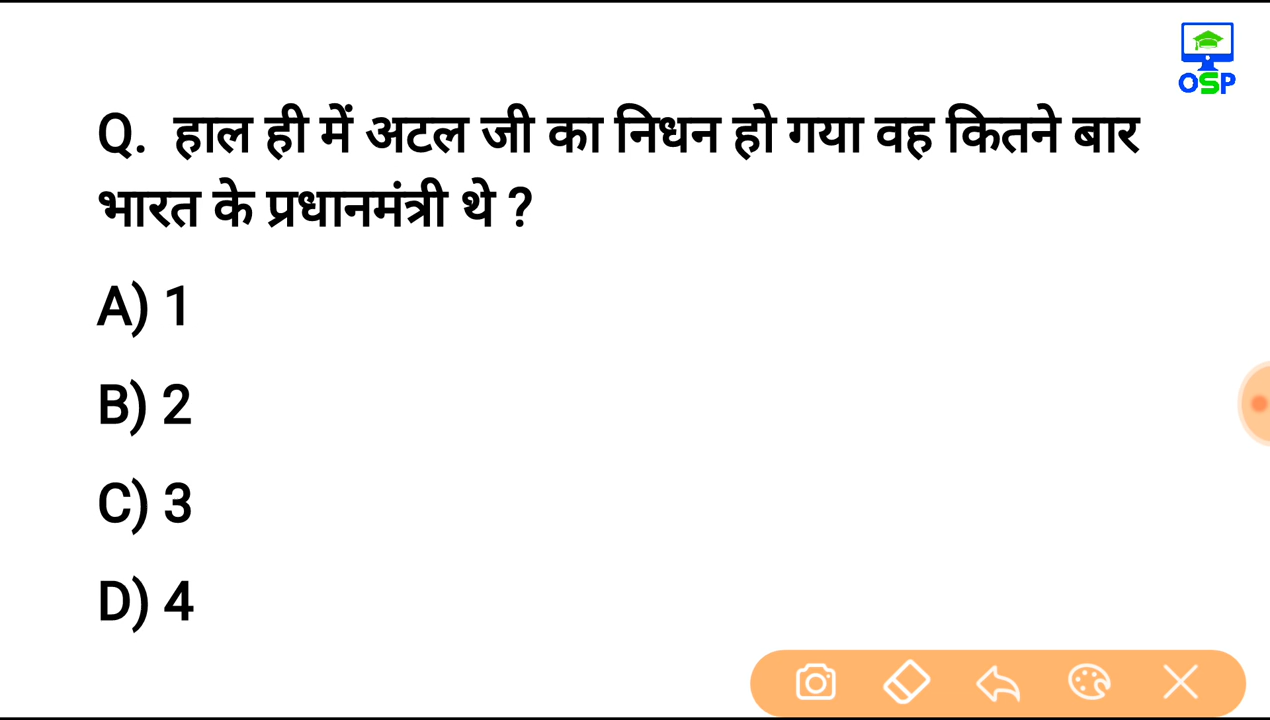 OSP
Q. हाल ही में अटल जी का निधन हो गया वह कितने बार
भारत के प्रधानमंत्री थे ?
A) 1
B) 2
C) 3
D) 4